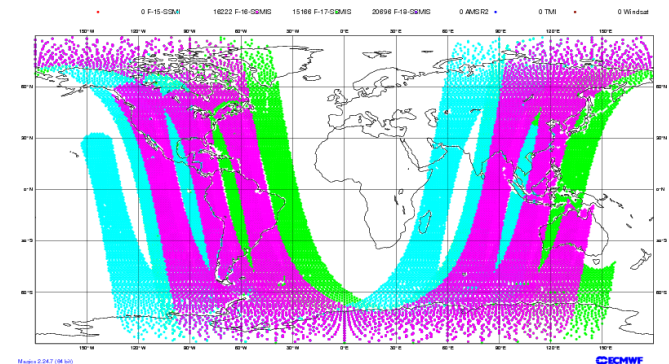 0 F-15-SSMI 16222 F-16-SSMIS 15166 F-17-SSMIS 20696 F-18-SSMIS 0 AMSR2 0 TMI 0 Windsat
60°N
30°N
0°N
30°S
60°S
150°W 120°W 90°W 60°W 30°W 0°E 30°E 60°E 90°E 120°E 150°E
Magics 2.24.7 (64 bit)
ECMWF